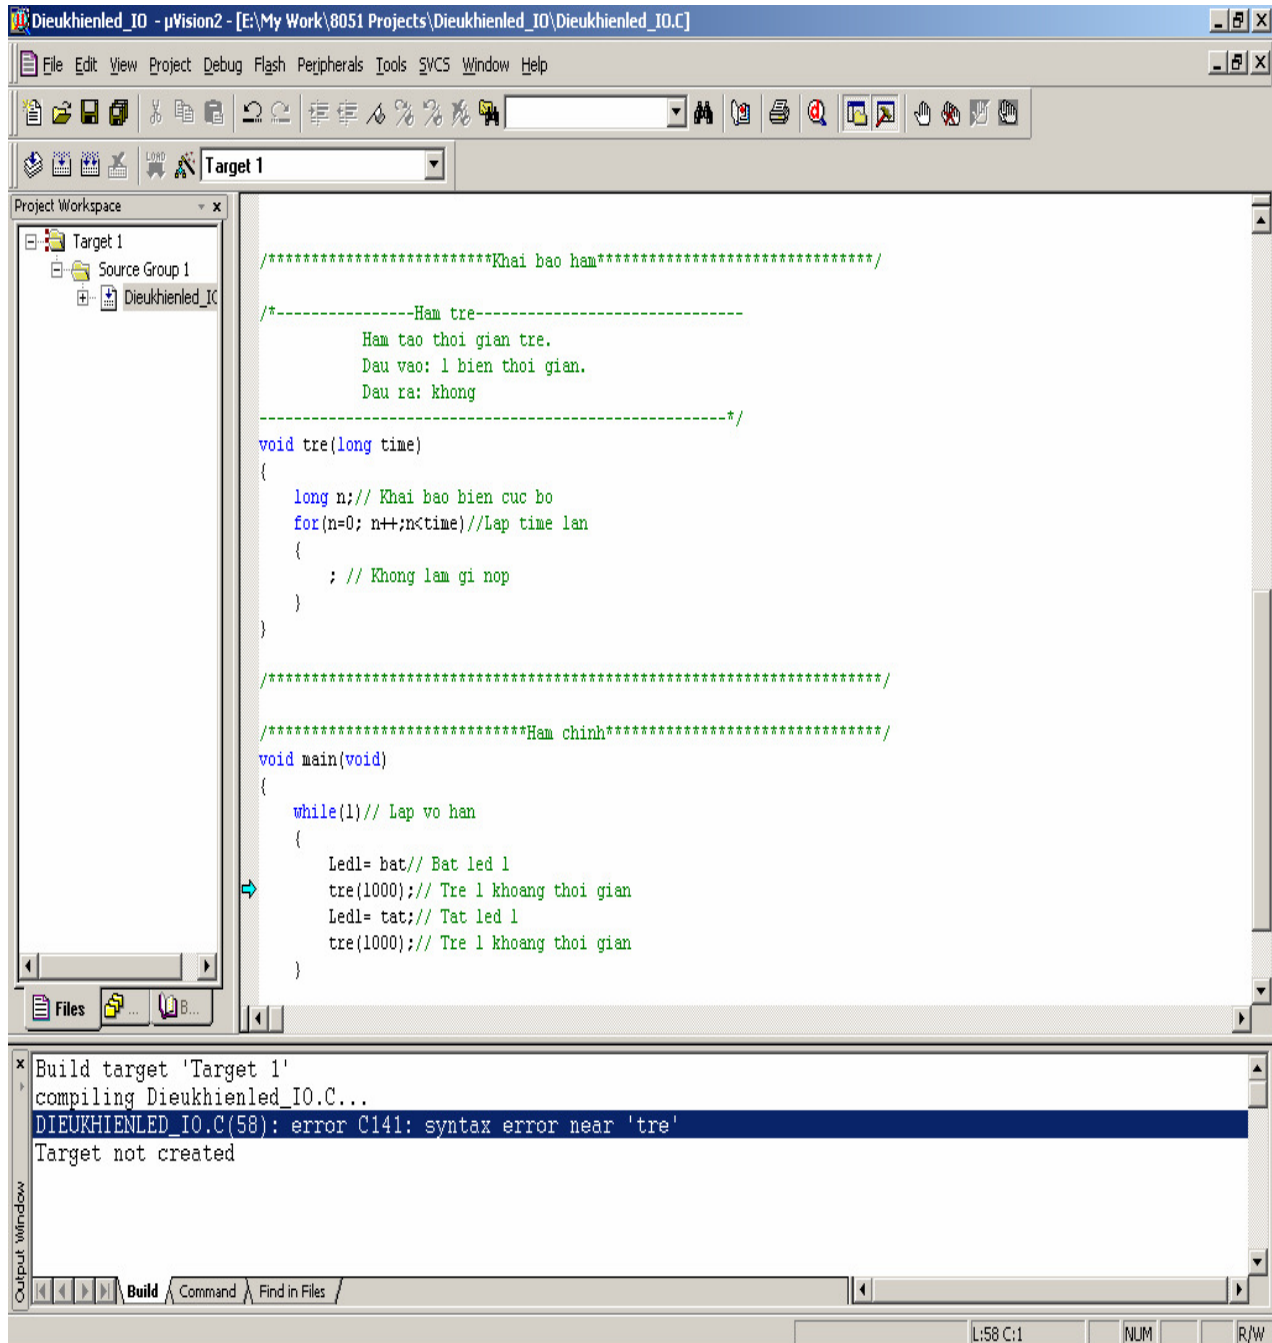 Dieukhienled_IO - µVision2 - [E:\My Work\8051 Projects\Dieukhienled_IO\Dieukhienled_IO.C]
File Edit View Project Debug Flash Peripherals Tools SVCS Window Help
LOAD Target 1
Project Workspace
Target 1
Source Group 1
Dieukhienled_IO
/**************************Khai bao ham********************************/
/*----------------Ham tre-------------------------------
Ham tao thoi gian tre.
Dau vao: 1 bien thoi gian.
Dau ra: khong
------------------------------------------------------*/
void tre(long time)
{
long n;// Khai bao bien cuc bo
for(n=0; n++;n<time)//Lap time lan
{
; // Khong lam gi nop
}
}
/***********************************************************************/
/******************************Ham chinh********************************/
void main(void)
{
while(1)// Lap vo han
{
Led1= bat// Bat led 1
tre(1000);// Tre 1 khoang thoi gian
Led1= tat;// Tat led 1
tre(1000);// Tre 1 khoang thoi gian
}
Files ... B...
Build target 'Target 1'
compiling Dieukhienled_IO.C...
DIEUKHIENLED_IO.C(58): error C141: syntax error near 'tre'
Target not created
Output Window
Build Command Find in Files
L:58 C:1 NUM R/W